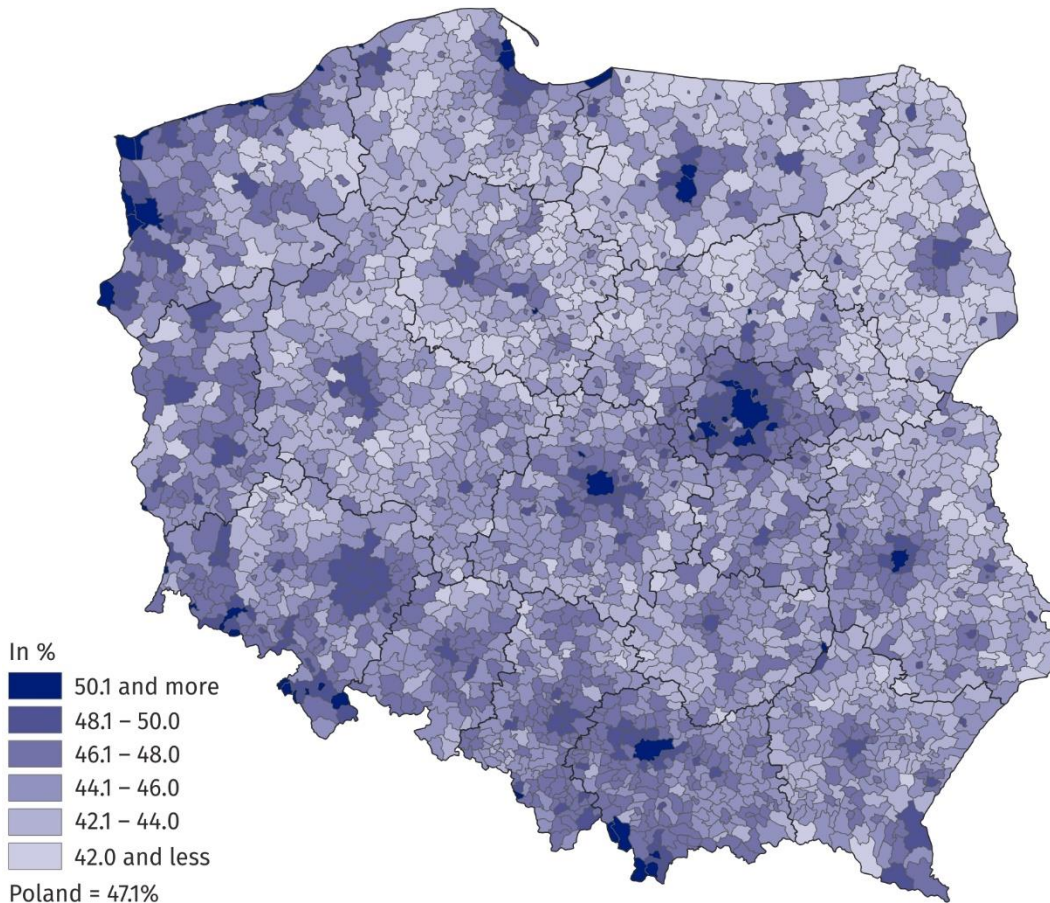 In %
50.1 and more
48.1 – 50.0
46.1 – 48.0
44.1 – 46.0
42.1 – 44.0
42.0 and less
Poland = 47.1%